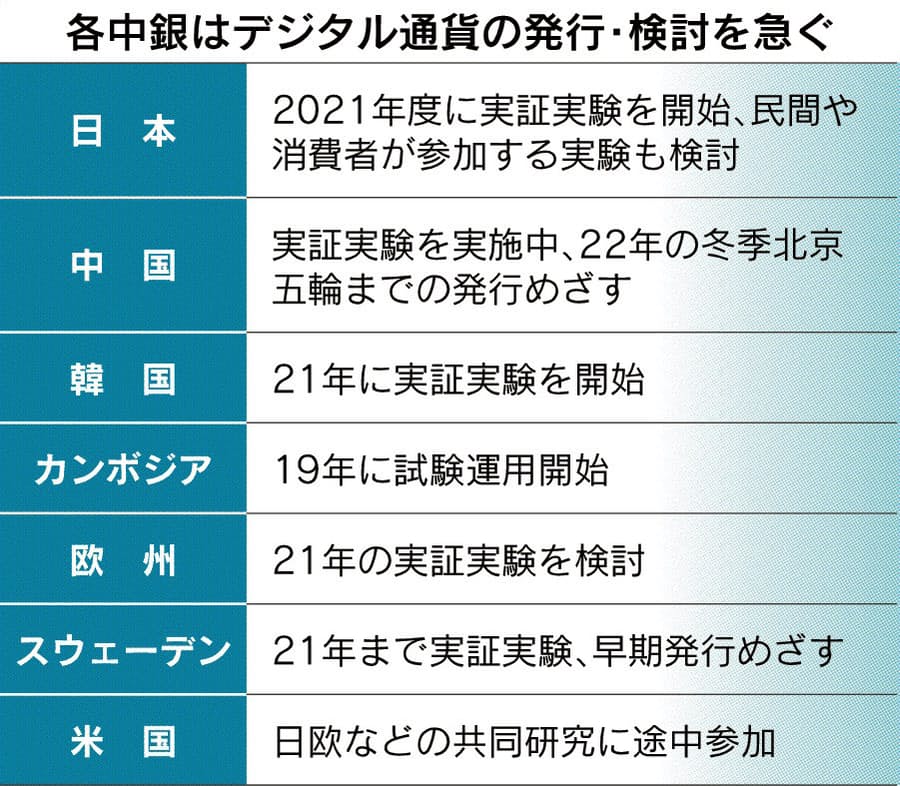 各中銀はデジタル通貨の発行・検討を急ぐ
日 本
2021年度に実証実験を開始、民間や
消費者が参加する実験も検討
中 国
実証実験を実施中、22年の冬季北京
五輪までの発行めざす
韓 国
21年に実証実験を開始
カンボジア
19年に試験運用開始
欧 州
21年の実証実験を検討
スウェーデン
21年まで実証実験、早期発行めざす
米 国
日欧などの共同研究に途中参加